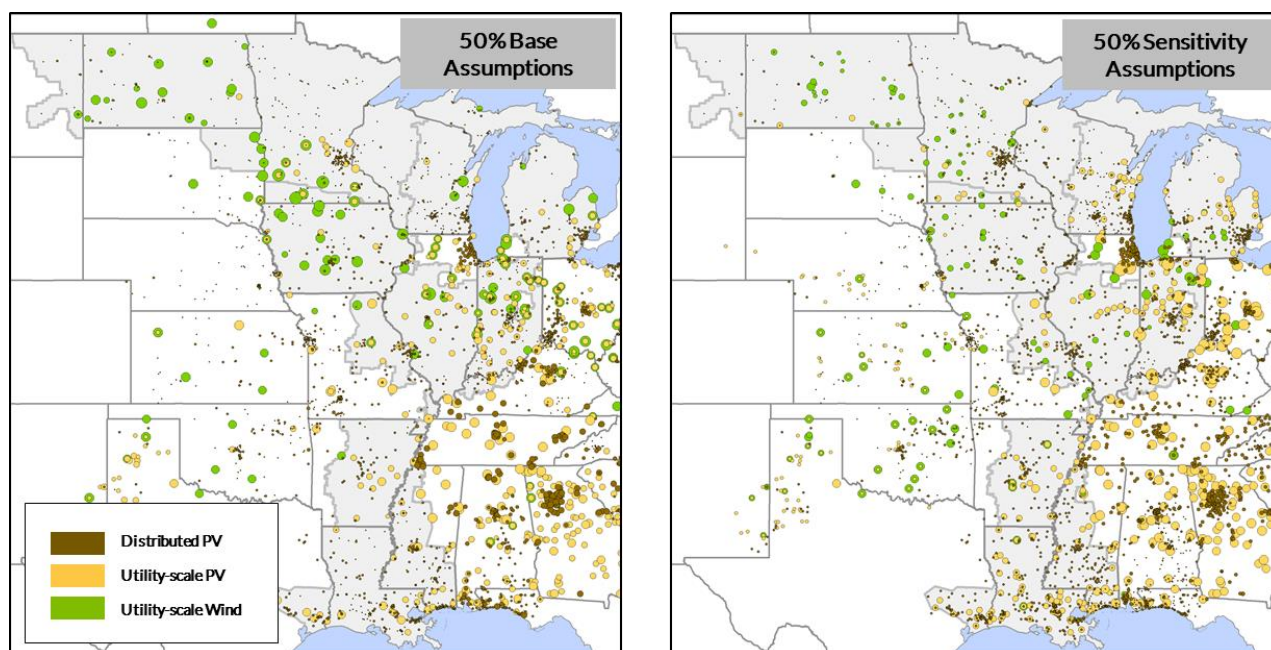 50% Base
Assumptions
50% Sensitivity
Assumptions
Distributed PV
Utility-scale PV
Utility-scale Wind